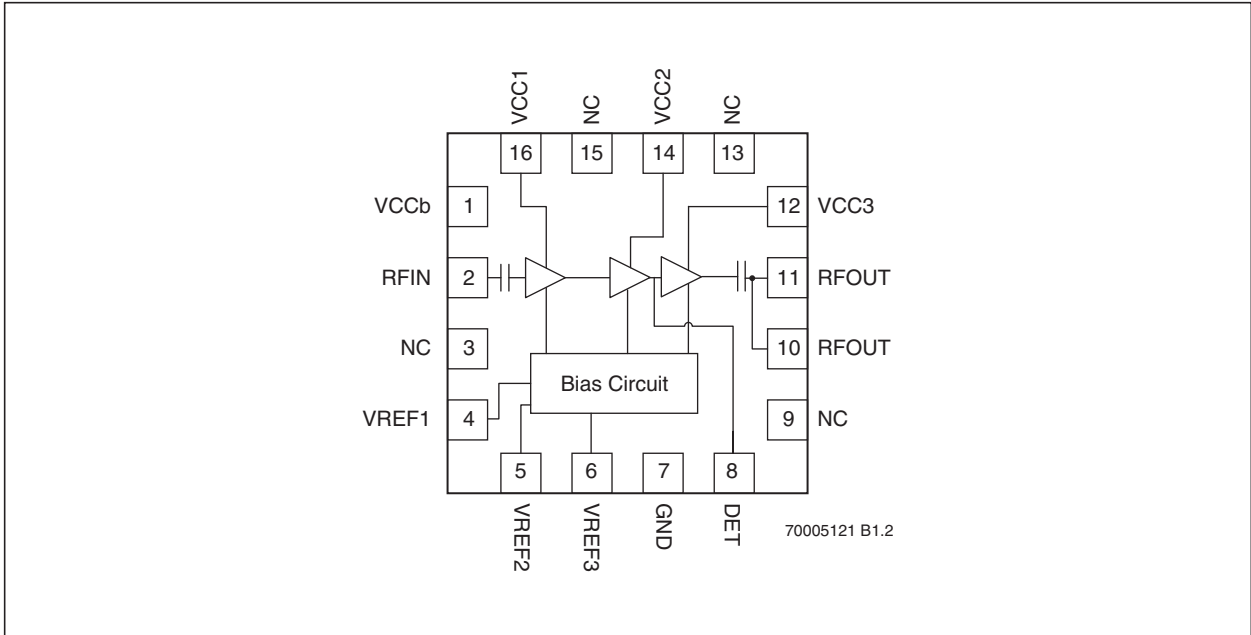 VCC1
NC
VCC2
NC
16
15
14
13
VCCb
1
12
VCC3
RFIN
2
11
RFOUT
NC
3
10
RFOUT
Bias Circuit
VREF1
4
9
NC
5
6
7
8
VREF2
VREF3
GND
DET
70005121 B1.2